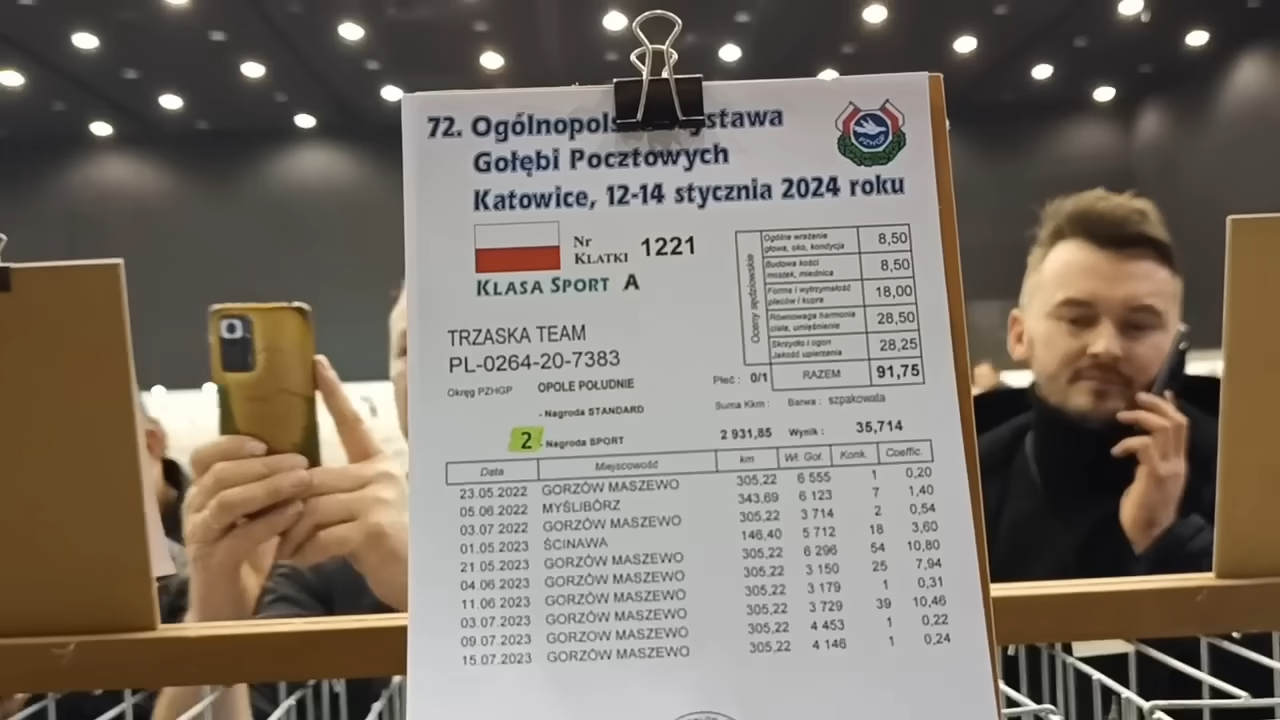 72. Ogólnopols stawa
Gołębi Pocztowych
Katowice, 12-14 stycznia 2024 roku
PZHGP
Nr
KLATKI 1221
KLASA SPORT A
TRZASKA TEAM
PL-0264-20-7383
Okręg PZHGP OPOLE POŁUDNIE
- Nagroda STANDARD
2 - Nagroda SPORT
Oceny sędziowskie
Ogólne wrażenie głowa, oko, kondycja 8,50
Budowa kości mostek, miednica 8,50
Forma i wytrzymałość pleców i kupra 18,00
Równowaga harmonia ciała, umięśnienie 28,50
Skrzydło i ogon Jakość upierzenia 28,25
RAZEM 91,75
Płeć : 0/1
Suma Kkm : Barwa : szpakowata
2 931,85 Wynik : 35,714
Data Miejscowość km Wł. Goł. Konk. Coeffic.
23.05.2022 GORZÓW MASZEWO 305,22 6 555 1 0,20
05.06.2022 MYŚLIBÓRZ 343,69 6 123 7 1,40
03.07.2022 GORZÓW MASZEWO 305,22 3 714 2 0,54
01.05.2023 ŚCINAWA 146,40 5 712 18 3,60
21.05.2023 GORZÓW MASZEWO 305,22 6 296 54 10,80
04.06.2023 GORZÓW MASZEWO 305,22 3 150 25 7,94
11.06.2023 GORZÓW MASZEWO 305,22 3 179 1 0,31
03.07.2023 GORZÓW MASZEWO 305,22 3 729 39 10,46
09.07.2023 GORZÓW MASZEWO 305,22 4 453 1 0,22
15.07.2023 GORZÓW MASZEWO 305,22 4 146 1 0,24